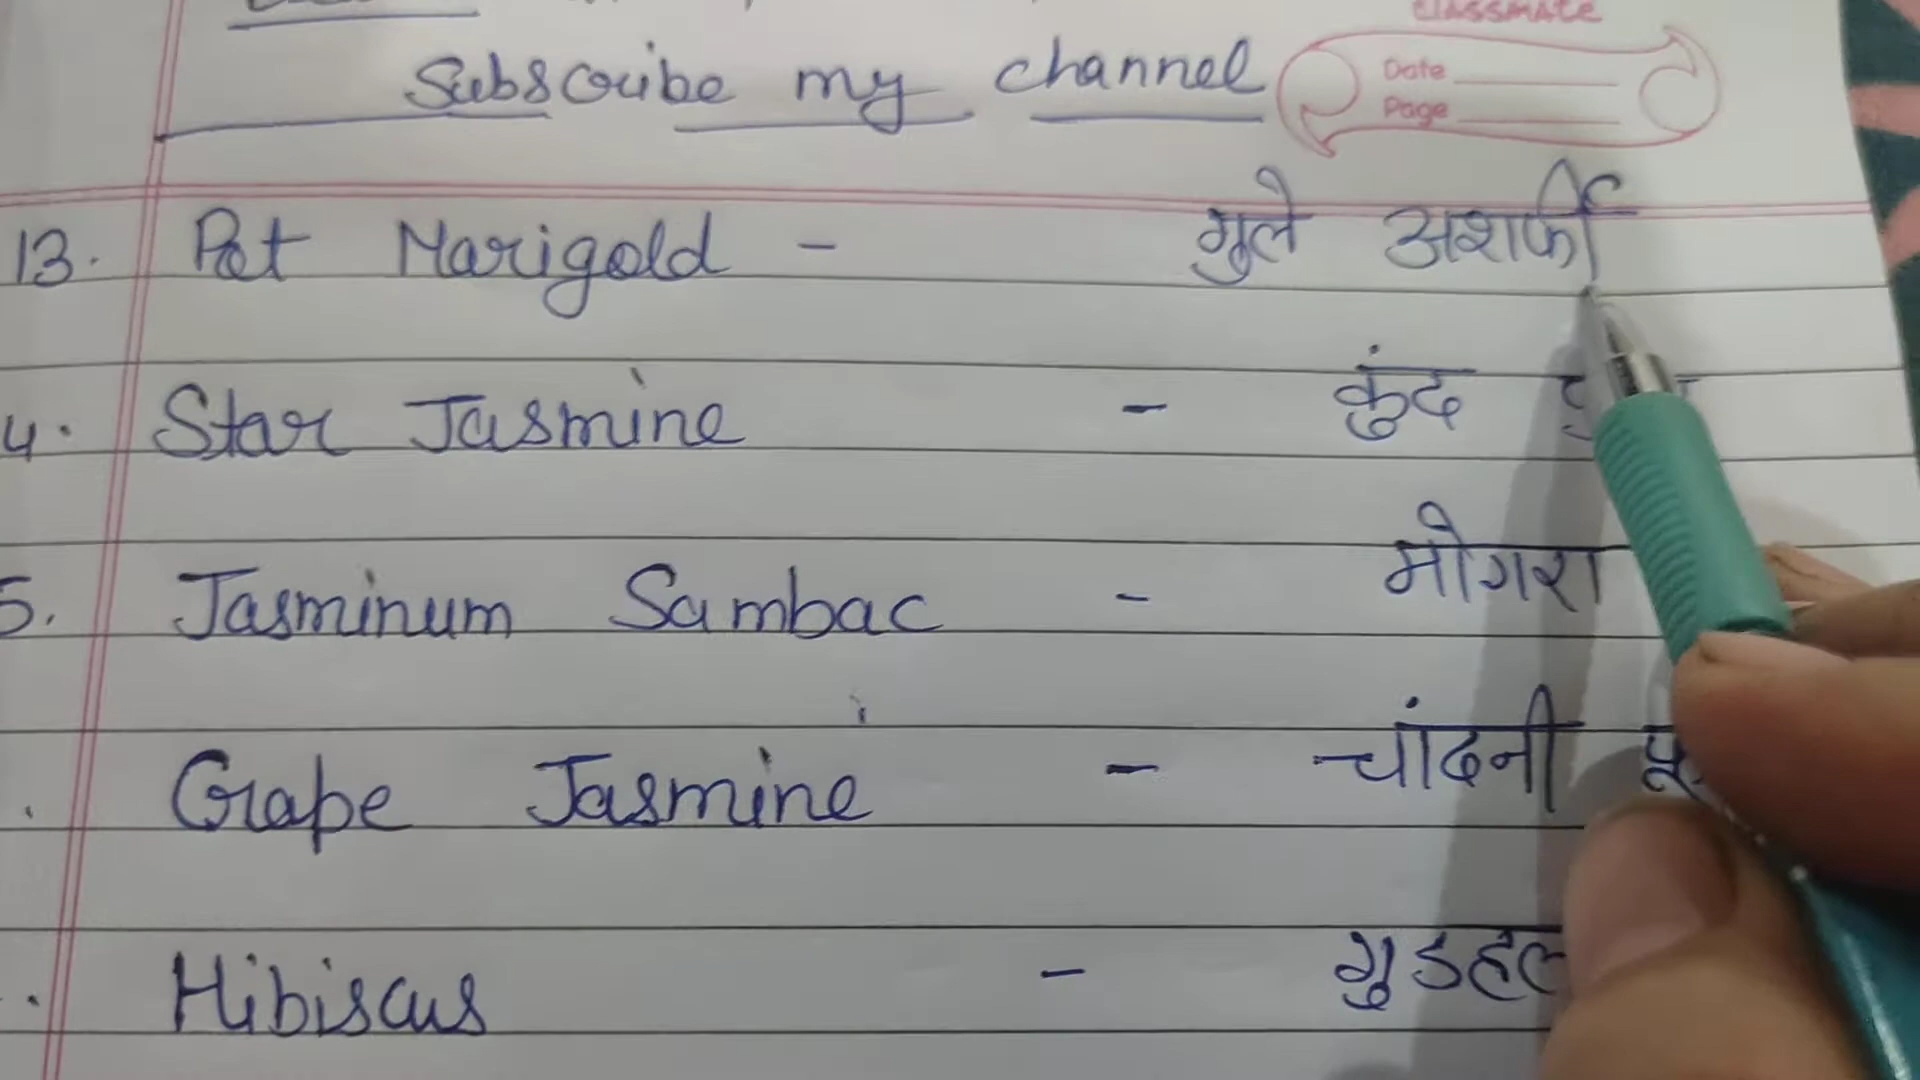 classmate
Subscribe my channel
Date
Page
13. Pot Marigold - गुले अशर्फी
4. Star Jasmine - कुंद
5. Jasminum Sambac - मोगरा
. Grape Jasmine - चांदनी
. Hibiscus - गुडहल